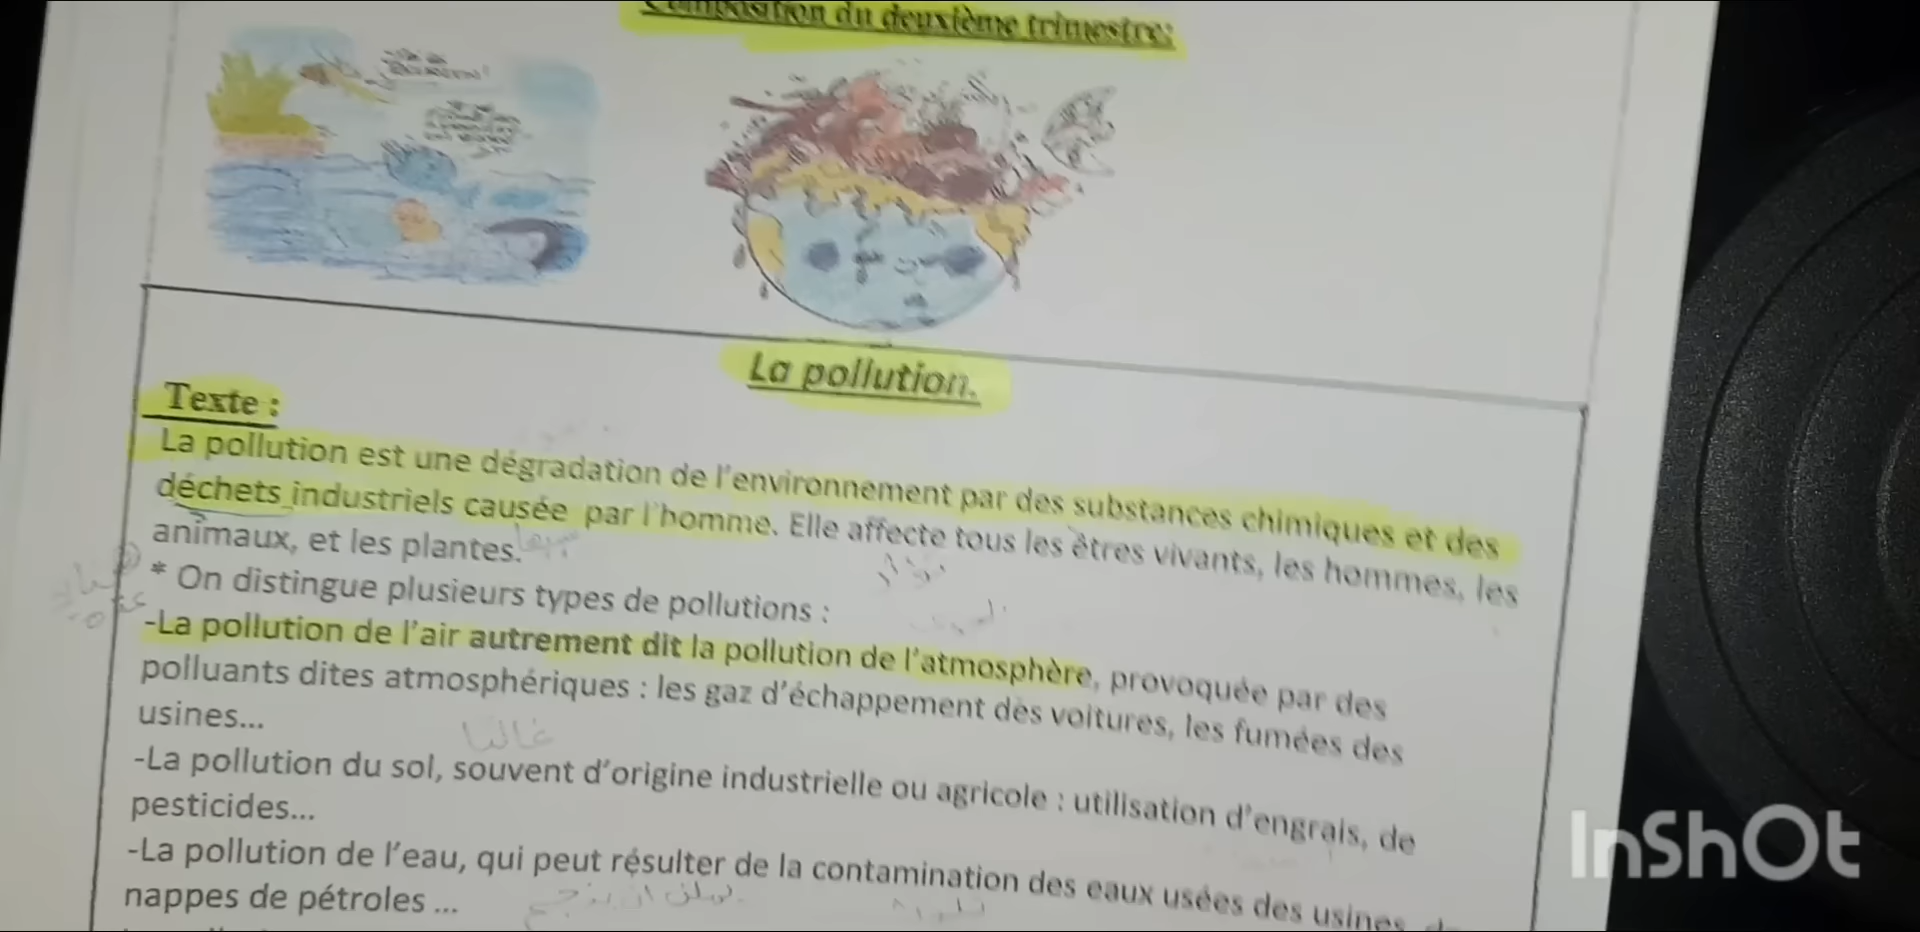 Composition du deuxième trimestre:
La pollution.
Texte :
La pollution est une dégradation de l'environnement par des substances chimiques et des
déchets industriels causée par l'homme. Elle affecte tous les êtres vivants, les hommes, les
animaux, et les plantes.
* On distingue plusieurs types de pollutions :
-La pollution de l'air autrement dit la pollution de l'atmosphère, provoquée par des
polluants dites atmosphériques : les gaz d'échappement des voitures, les fumées des
usines...
غالبا
-La pollution du sol, souvent d'origine industrielle ou agricole : utilisation d'engrais, de
pesticides...
-La pollution de l'eau, qui peut résulter de la contamination des eaux usées des usines,
nappes de pétroles ...
InShOt